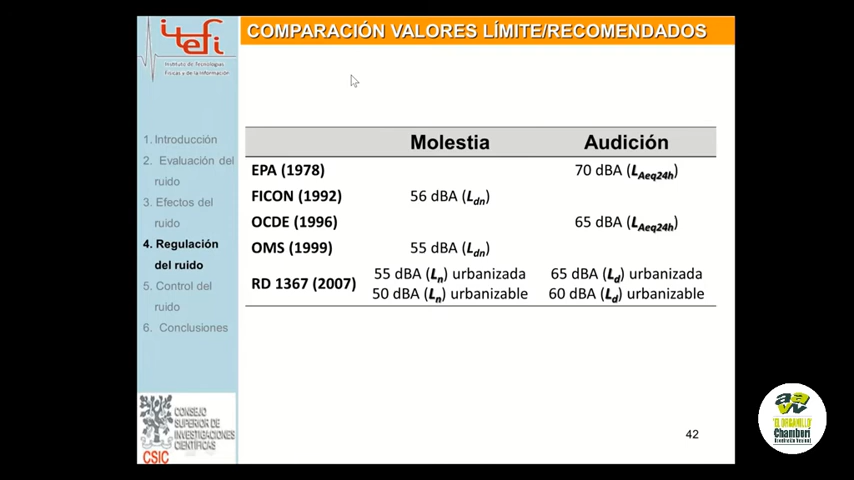 itefi
Instituto de Tecnologías
Físicas y de la Información
COMPARACIÓN VALORES LÍMITE/RECOMENDADOS
1. Introducción
2. Evaluación del
ruido
3. Efectos del
ruido
4. Regulación
del ruido
5. Control del
ruido
6. Conclusiones
Molestia Audición
EPA (1978) 70 dBA (LAeq24h)
FICON (1992) 56 dBA (Ldn)
OCDE (1996) 65 dBA (LAeq24h)
OMS (1999) 55 dBA (Ldn)
RD 1367 (2007) 55 dBA (Ln) urbanizada 65 dBA (Ld) urbanizada
50 dBA (Ln) urbanizable 60 dBA (Ld) urbanizable
CONSEJO
SUPERIOR DE
INVESTIGACIONES
CIENTÍFICAS
CSIC
42
aavv
"EL ORGANILLO"
Chamberí